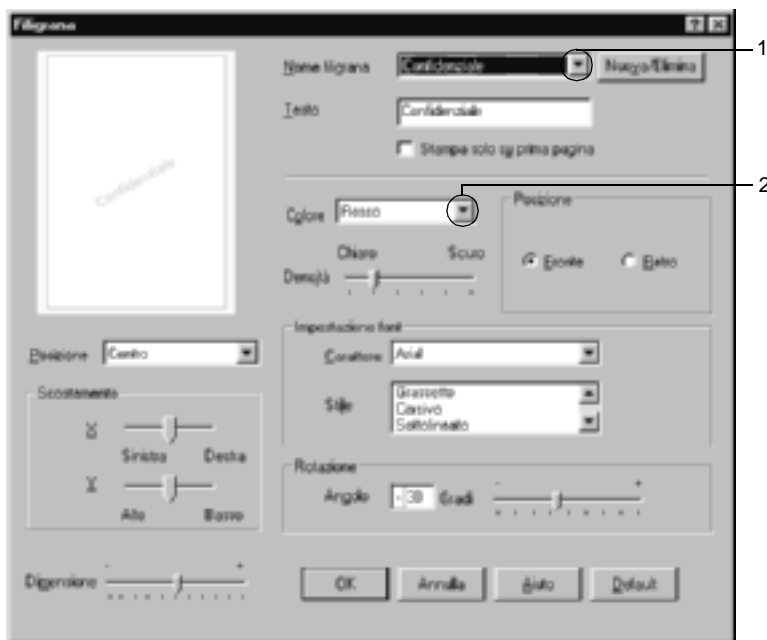 Filigrana
1
Nome filigrana Confidenziale Nuova/Elimina
Testo Confidenziale
Stampa solo su prima pagina
Confidenziale
2
Colore Rosso
Posizione
Chiaro Scuro
Densità
Fronte Retro
Impostazione font
Posizione Centro
Carattere Arial
Scostamento
Stile Grassetto
Corsivo
Sottolineato
X
Sinistra Destra
Rotazione
- +
Y
Angolo - 30 Gradi
Alto Basso
Dimensione - +
OK Annulla Aiuto Default